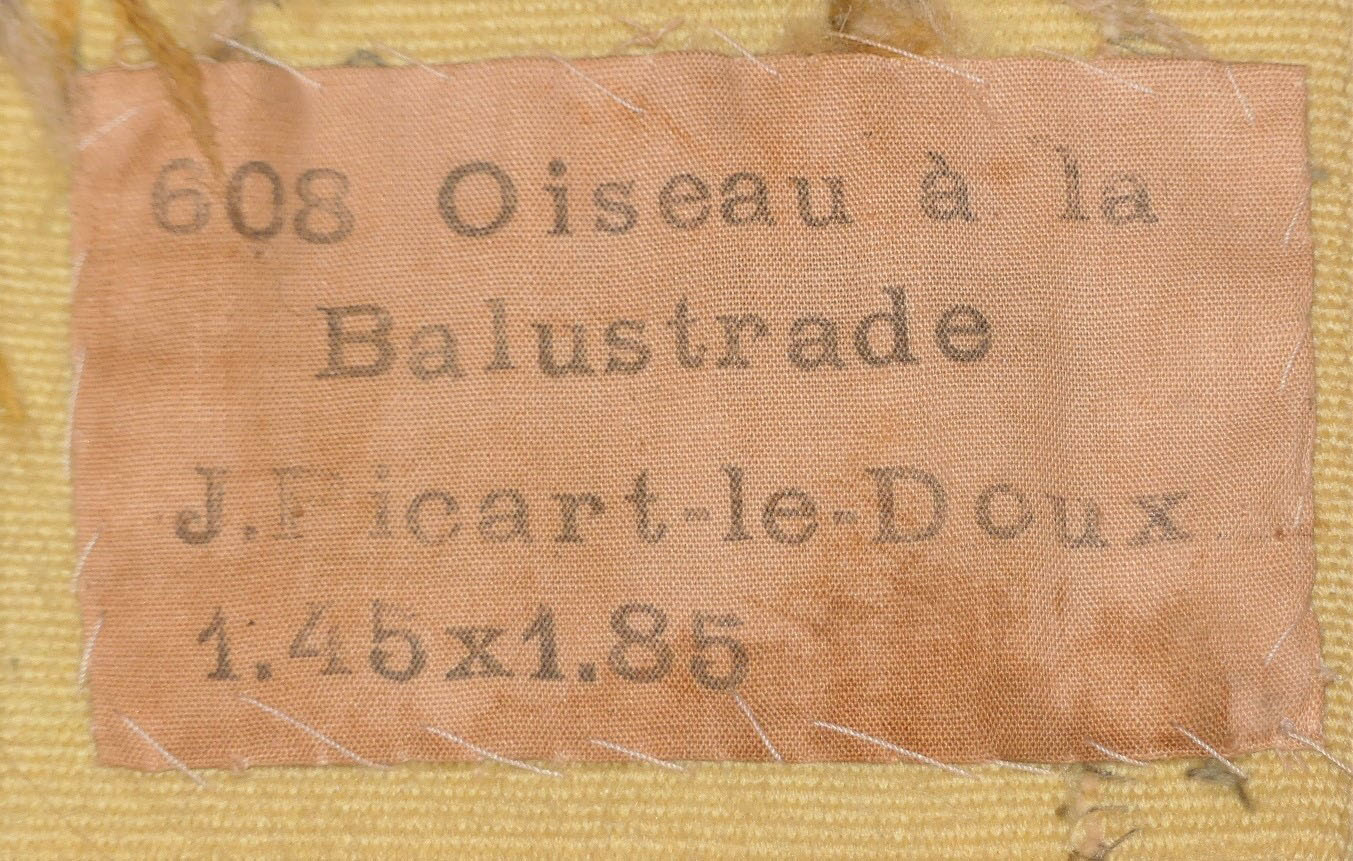 608 Oiseau à la
Balustrade
J.Picart-le-Doux
1.45x1.85